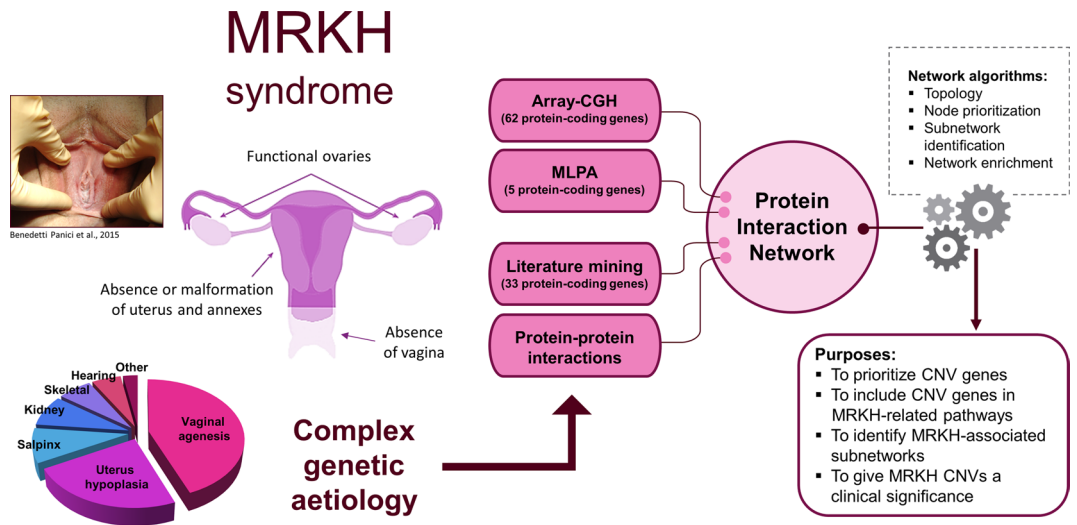 MRKH
syndrome
Benedetti Panici et al., 2015
Functional ovaries
Absence or malformation
of uterus and annexes
Absence
of vagina
Other
Hearing
Skeletal
Kidney
Salpinx
Vaginal
agenesis
Uterus
hypoplasia
Complex
genetic
aetiology
Array-CGH
(62 protein-coding genes)
MLPA
(5 protein-coding genes)
Literature mining
(33 protein-coding genes)
Protein-protein
interactions
Protein
Interaction
Network
Network algorithms:
▪ Topology
▪ Node prioritization
▪ Subnetwork
identification
▪ Network enrichment
Purposes:
▪ To prioritize CNV genes
▪ To include CNV genes in
MRKH-related pathways
▪ To identify MRKH-associated
subnetworks
▪ To give MRKH CNVs a
clinical significance